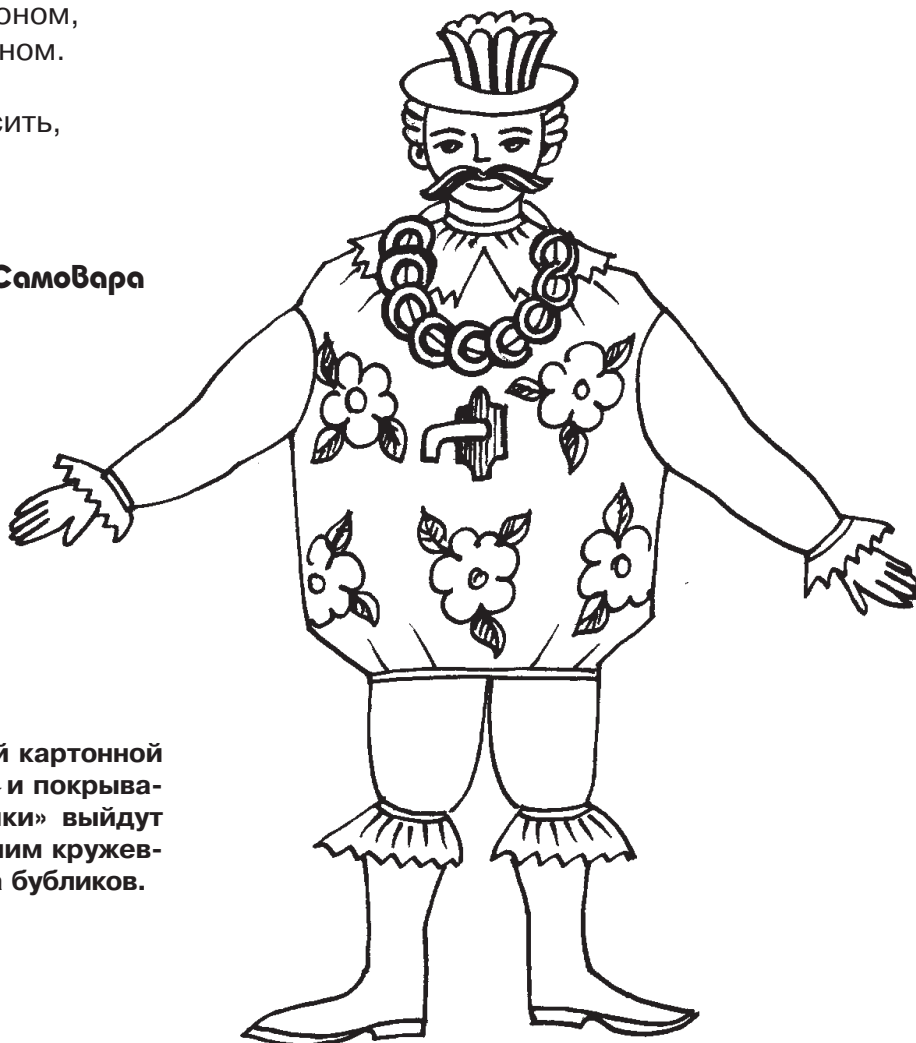 оном,
ном.
сить,
Самовара
й картонной
и покрыва-
ки» выйдут
ним кружев-
а бубликов.